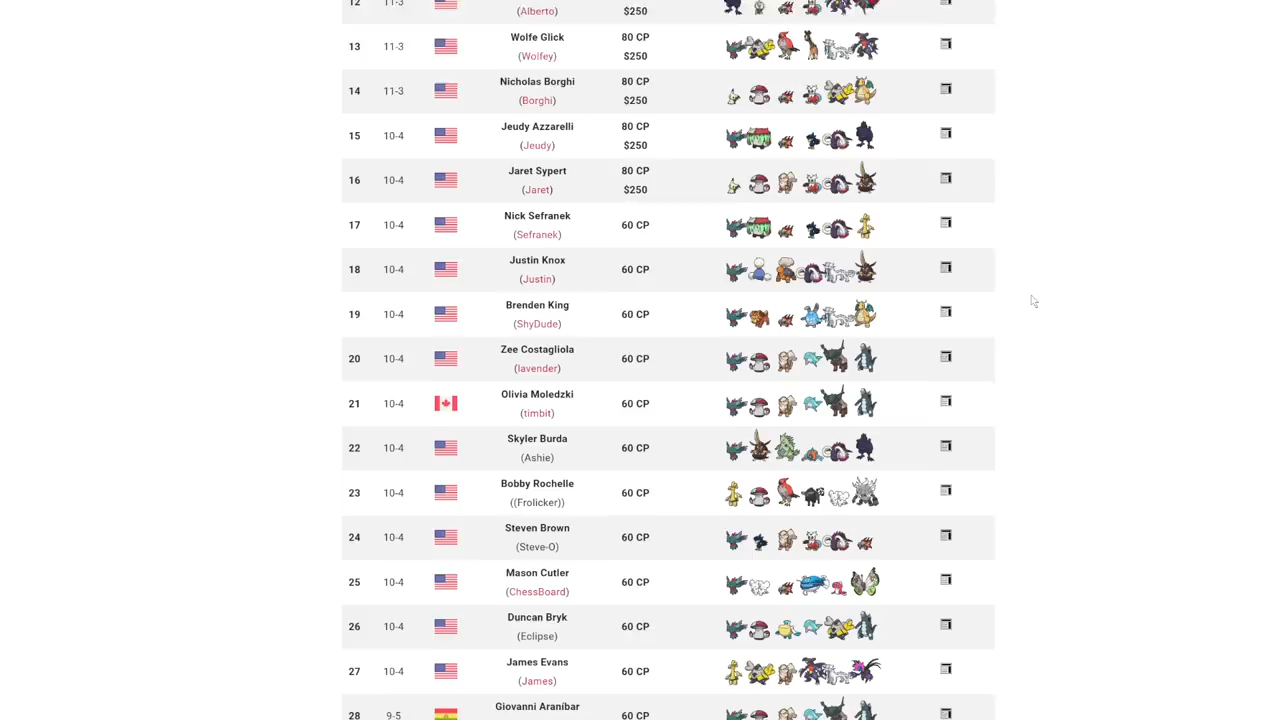 12 11-3 (Alberto) $250
Wolfe Glick 80 CP
13 11-3
(Wolfey) $250
Nicholas Borghi 80 CP
14 11-3
(Borghi) $250
Jeudy Azzarelli 80 CP
15 10-4
(Jeudy) $250
Jaret Sypert 80 CP
16 10-4
(Jaret) $250
Nick Sefranek
17 10-4 60 CP
(Sefranek)
Justin Knox
18 10-4 60 CP
(Justin)
Brenden King
19 10-4 60 CP
(ShyDude)
Zee Costagliola
20 10-4 60 CP
(lavender)
Olivia Moledzki
21 10-4 60 CP
(timbit)
Skyler Burda
22 10-4 60 CP
(Ashie)
Bobby Rochelle
23 10-4 60 CP
((Frolicker))
Steven Brown
24 10-4 60 CP
(Steve-O)
Mason Cutler
25 10-4 60 CP
(ChessBoard)
Duncan Bryk
26 10-4 60 CP
(Eclipse)
James Evans
27 10-4 60 CP
(James)
Giovanni Araníbar
28 9-5 60 CP